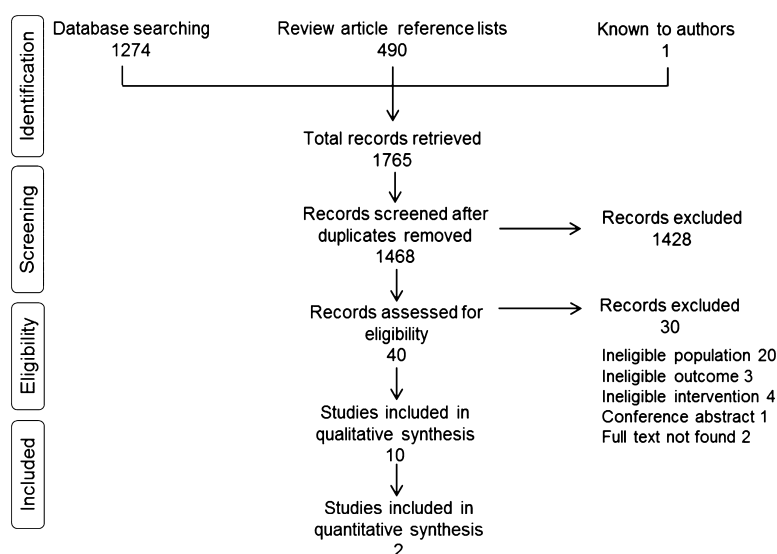 Identification
Database searching
1274
Review article reference lists
490
Known to authors
1
Total records retrieved
1765
Screening
Records screened after
duplicates removed
1468
Records excluded
1428
Eligibility
Records assessed for
eligibility
40
Records excluded
30
Ineligible population 20
Ineligible outcome 3
Ineligible intervention 4
Conference abstract 1
Full text not found 2
Included
Studies included in
qualitative synthesis
10
Studies included in
quantitative synthesis
2